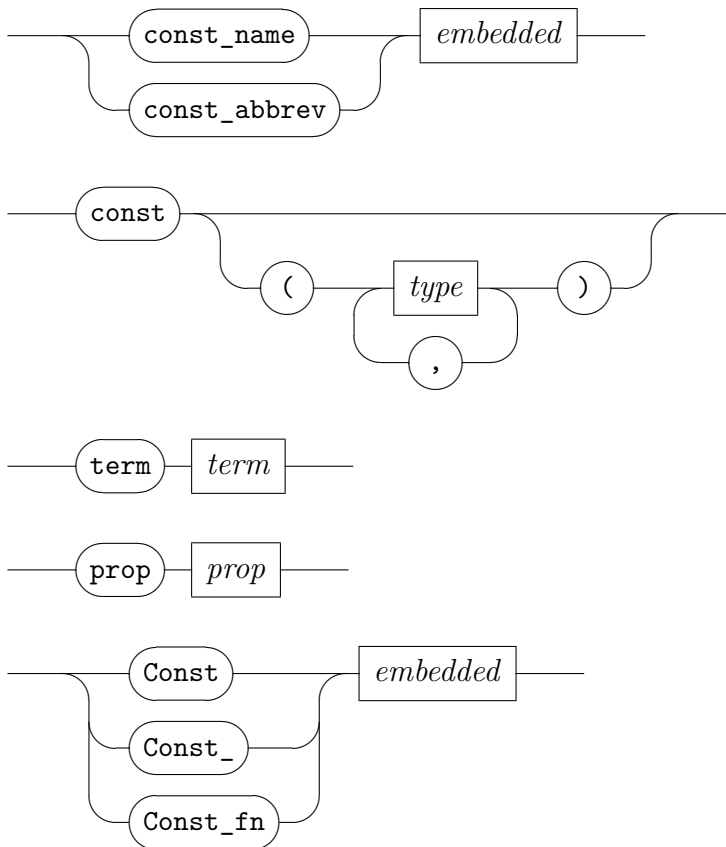 const_name embedded
const_abbrev
const
( type )
,
term term
prop prop
Const embedded
Const_
Const_fn